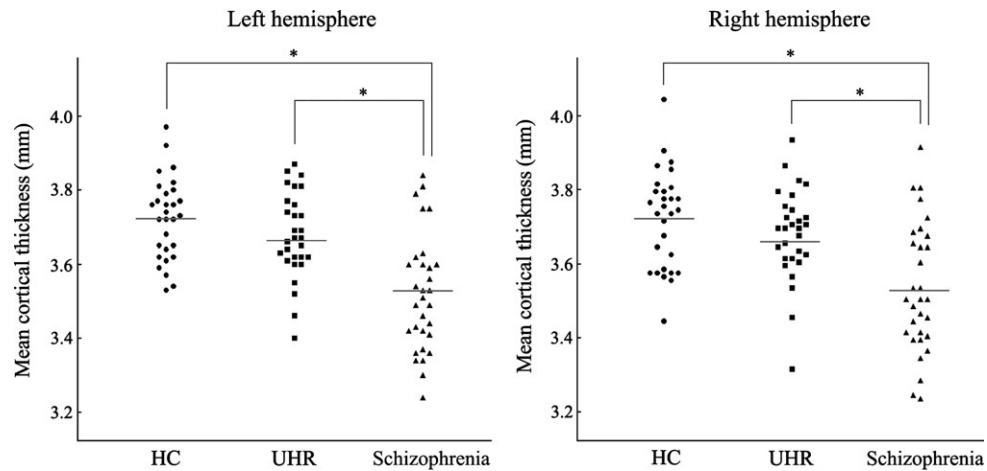 Left hemisphere
*
*
Mean cortical thickness (mm)
4.0
3.8
3.6
3.4
3.2
HC UHR Schizophrenia
Right hemisphere
*
*
Mean cortical thickness (mm)
4.0
3.8
3.6
3.4
3.2
HC UHR Schizophrenia